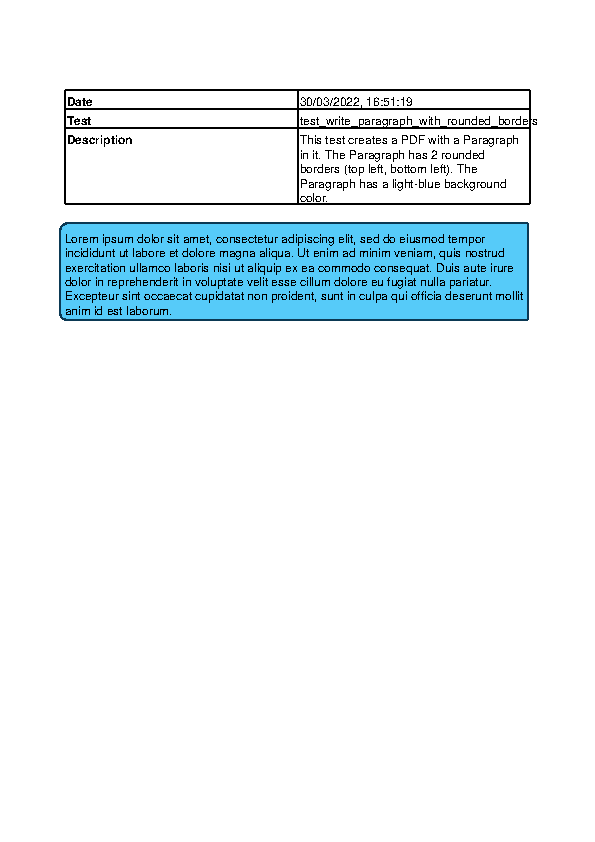 Date 30/03/2022, 16:51:19
Test test_write_paragraph_with_rounded_borders
Description This test creates a PDF with a Paragraph
in it. The Paragraph has 2 rounded
borders (top left, bottom left). The
Paragraph has a light-blue background
color.
Lorem ipsum dolor sit amet, consectetur adipiscing elit, sed do eiusmod tempor
incididunt ut labore et dolore magna aliqua. Ut enim ad minim veniam, quis nostrud
exercitation ullamco laboris nisi ut aliquip ex ea commodo consequat. Duis aute irure
dolor in reprehenderit in voluptate velit esse cillum dolore eu fugiat nulla pariatur.
Excepteur sint occaecat cupidatat non proident, sunt in culpa qui officia deserunt mollit
anim id est laborum.